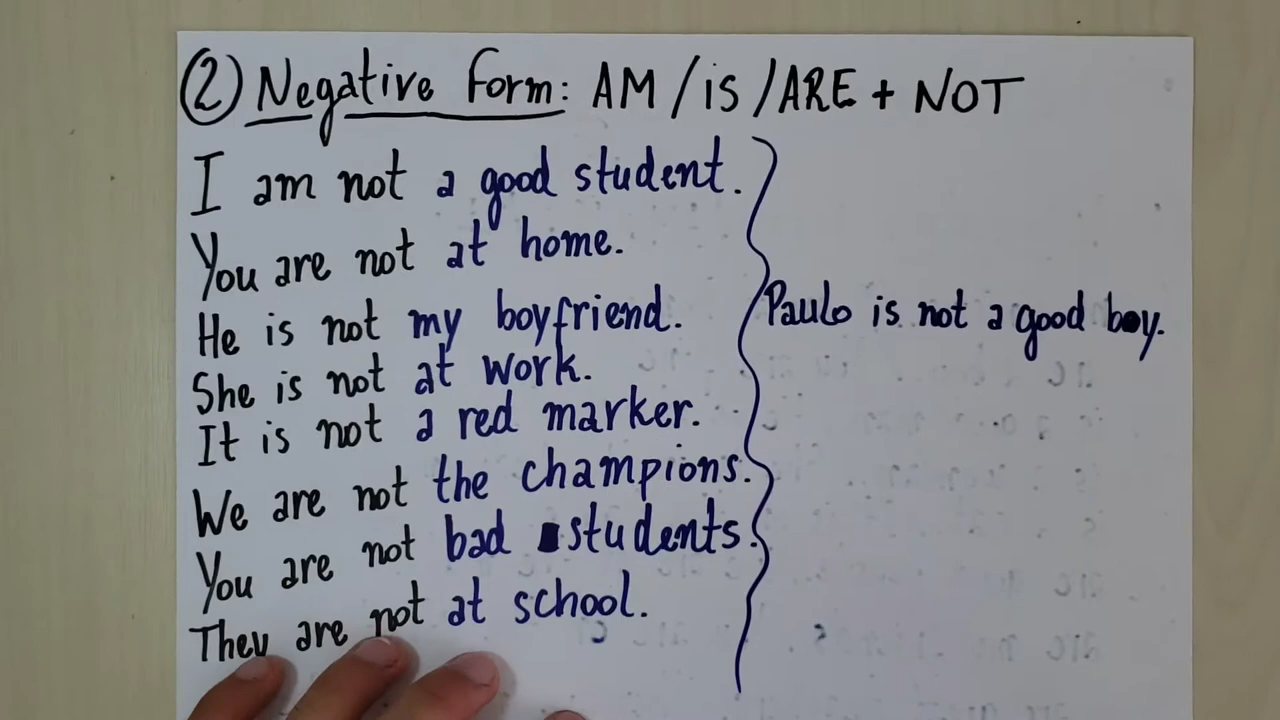 2 Negative form: AM/is/ARE + NOT
I am not a good student.
You are not at home.
He is not my boyfriend.
She is not at work.
It is not a red marker.
We are not the champions.
You are not bad students.
They are not at school.
Paulo is not a good boy.